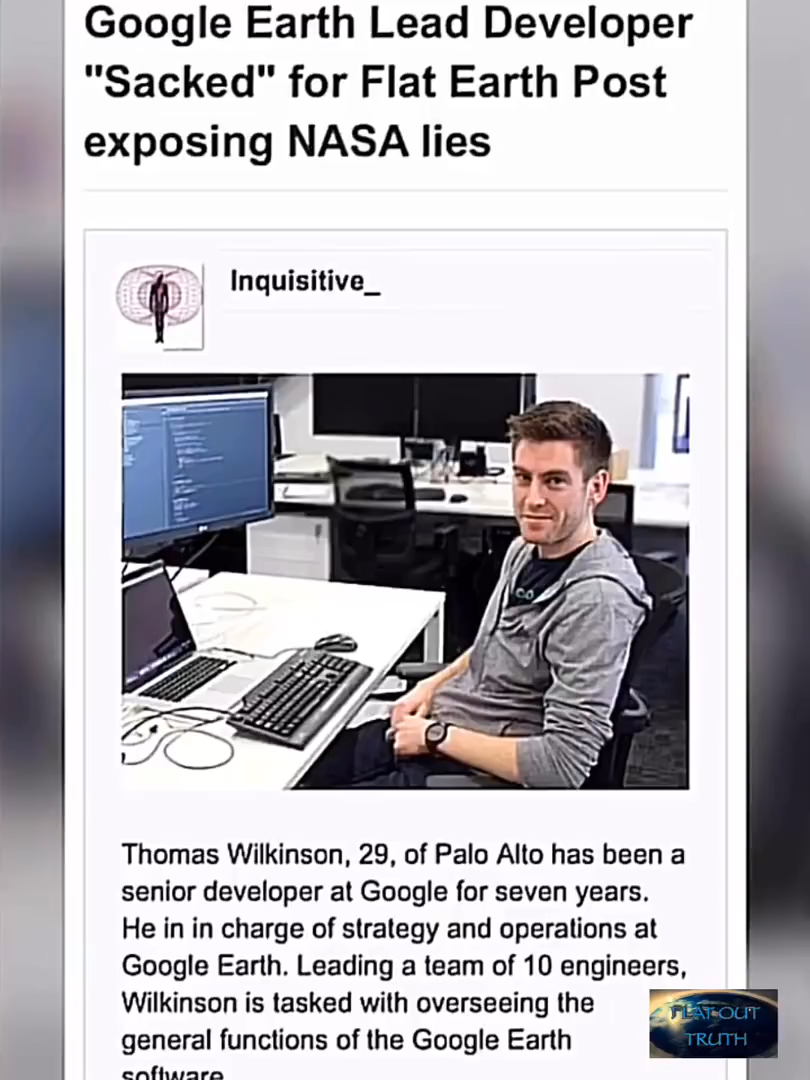 Google Earth Lead Developer
"Sacked" for Flat Earth Post
exposing NASA lies
Inquisitive_
Thomas Wilkinson, 29, of Palo Alto has been a
senior developer at Google for seven years.
He in in charge of strategy and operations at
Google Earth. Leading a team of 10 engineers,
Wilkinson is tasked with overseeing the
general functions of the Google Earth
software
FLAT OUT
TRUTH